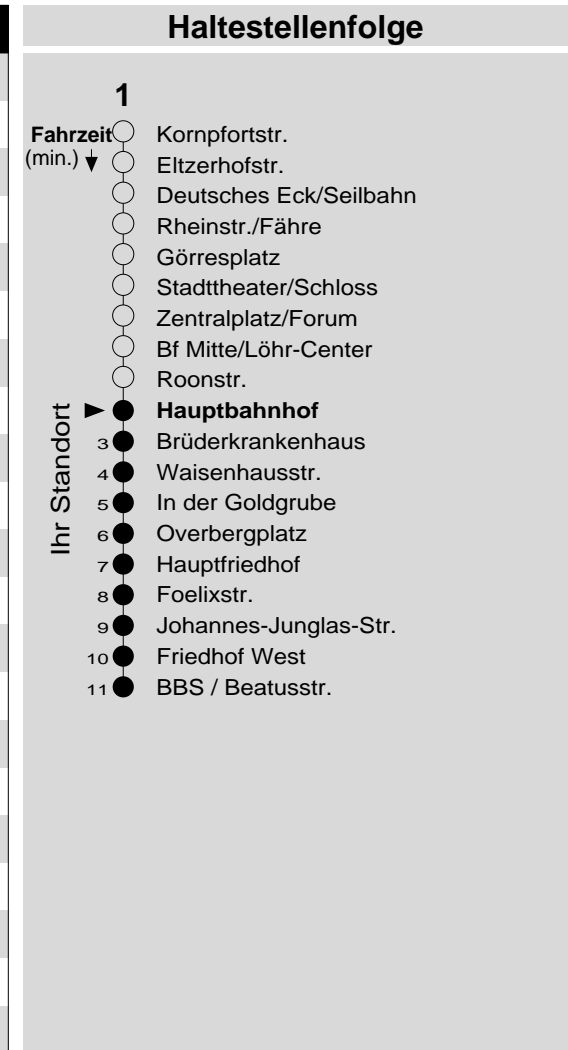 Haltestellenfolge
1
Fahrzeit
(min.)
Kornpfortstr.
Eltzerhofstr.
Deutsches Eck/Seilbahn
Rheinstr./Fähre
Görresplatz
Stadttheater/Schloss
Zentralplatz/Forum
Bf Mitte/Löhr-Center
Roonstr.
Ihr Standort
Hauptbahnhof
3 Brüderkrankenhaus
4 Waisenhausstr.
5 In der Goldgrube
6 Overbergplatz
7 Hauptfriedhof
8 Foelixstr.
9 Johannes-Junglas-Str.
10 Friedhof West
11 BBS / Beatusstr.